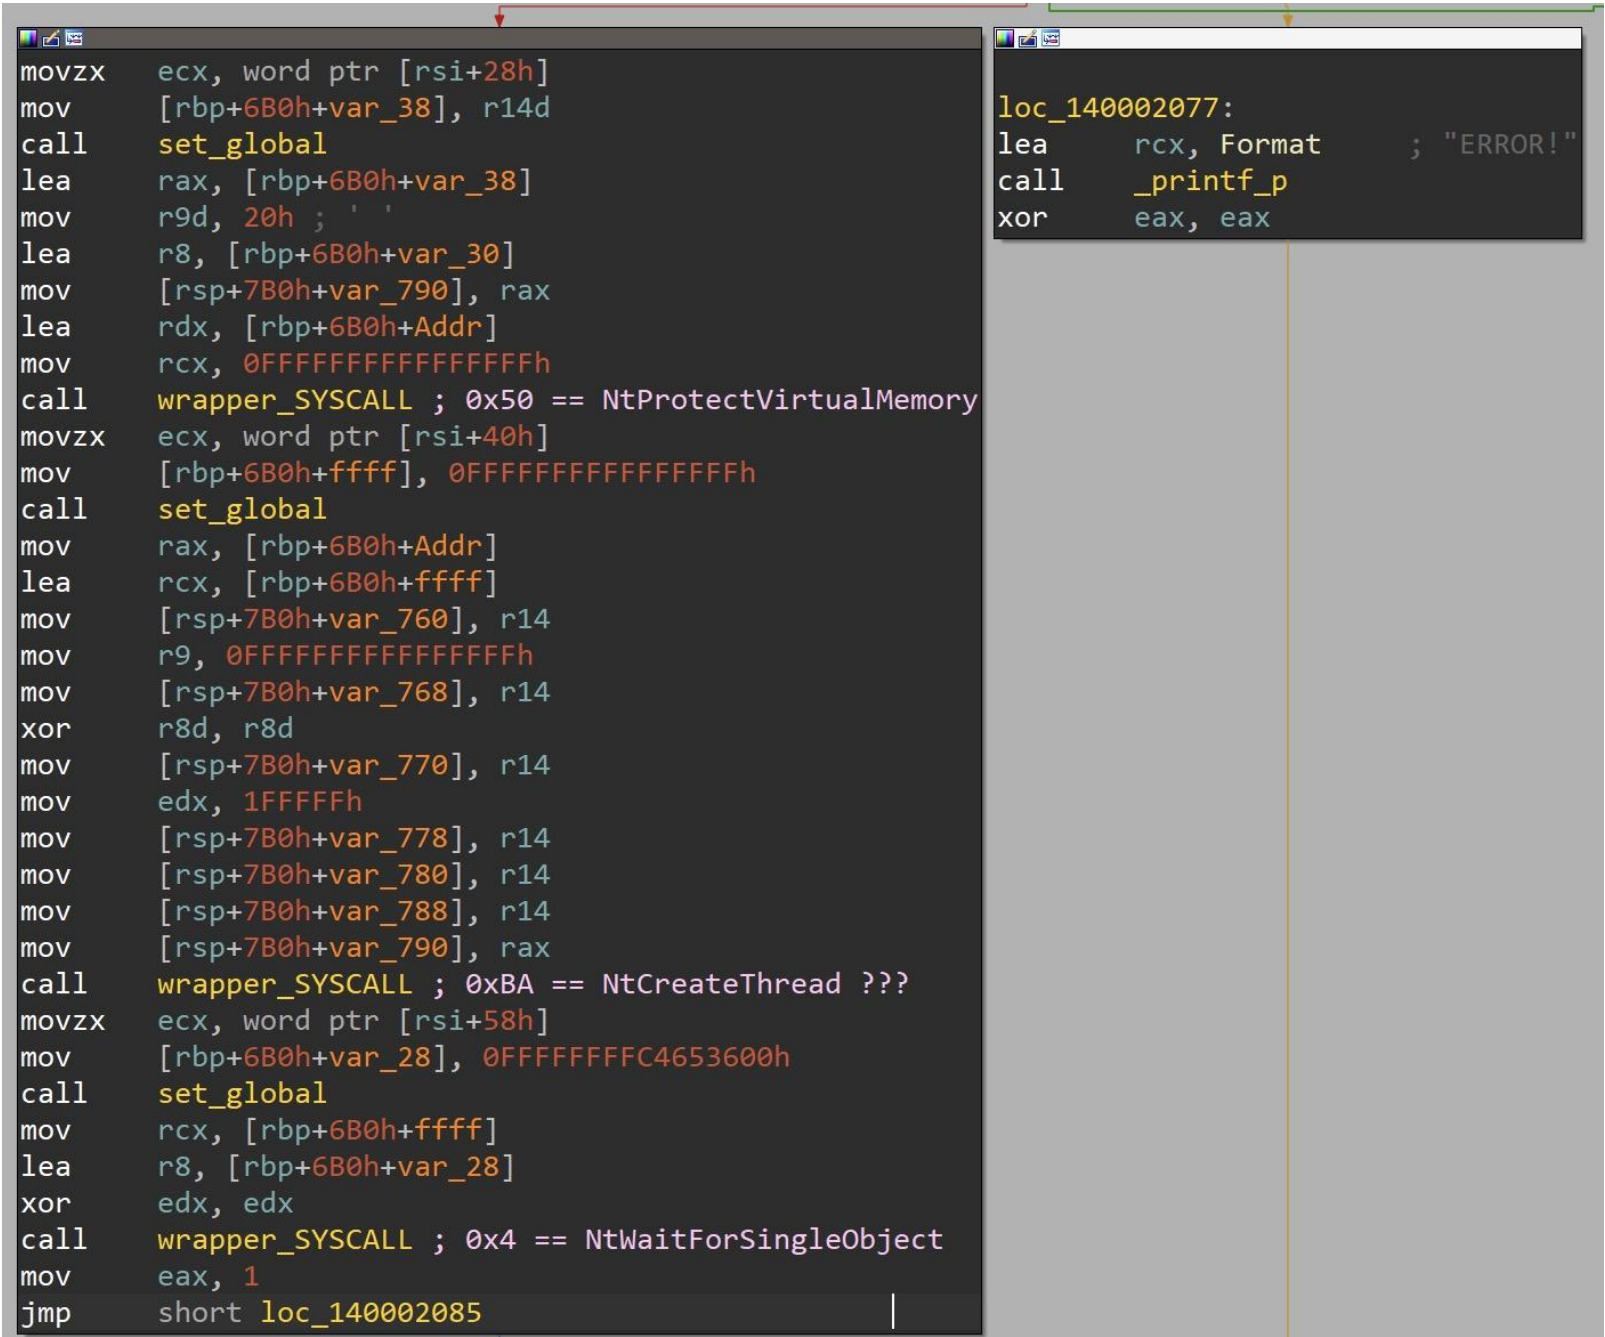 movzx ecx, word ptr [rsi+28h]
mov [rbp+6B0h+var_38], r14d
call set_global
lea rax, [rbp+6B0h+var_38]
mov r9d, 20h ; ' '
lea r8, [rbp+6B0h+var_30]
mov [rsp+7B0h+var_790], rax
lea rdx, [rbp+6B0h+Addr]
mov rcx, 0FFFFFFFFFFFFFFFFh
call wrapper_SYSCALL ; 0x50 == NtProtectVirtualMemory
movzx ecx, word ptr [rsi+40h]
mov [rbp+6B0h+ffff], 0FFFFFFFFFFFFFFFFh
call set_global
mov rax, [rbp+6B0h+Addr]
lea rcx, [rbp+6B0h+ffff]
mov [rsp+7B0h+var_760], r14
mov r9, 0FFFFFFFFFFFFFFFFh
mov [rsp+7B0h+var_768], r14
xor r8d, r8d
mov [rsp+7B0h+var_770], r14
mov edx, 1FFFFFh
mov [rsp+7B0h+var_778], r14
mov [rsp+7B0h+var_780], r14
mov [rsp+7B0h+var_788], r14
mov [rsp+7B0h+var_790], rax
call wrapper_SYSCALL ; 0xBA == NtCreateThread ???
movzx ecx, word ptr [rsi+58h]
mov [rbp+6B0h+var_28], 0FFFFFFFFC4653600h
call set_global
mov rcx, [rbp+6B0h+ffff]
lea r8, [rbp+6B0h+var_28]
xor edx, edx
call wrapper_SYSCALL ; 0x4 == NtWaitForSingleObject
mov eax, 1
jmp short loc_140002085
loc_140002077:
lea rcx, Format ; "ERROR!"
call _printf_p
xor eax, eax